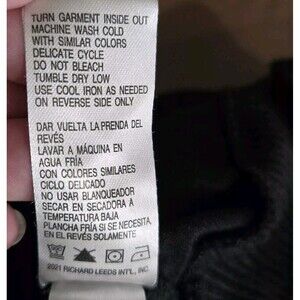 TURN GARMENT INSIDE OUT
MACHINE WASH COLD
WITH SIMILAR COLORS
DELICATE CYCLE
DO NOT BLEACH
TUMBLE DRY LOW
USE COOL IRON AS NEEDED
ON REVERSE SIDE ONLY
DAR VUELTA LA PRENDA DEL
REVÉS
LAVAR A MÁQUINA EN
AGUA FRÍA
CON COLORES SIMILARES
CICLO DELICADO
NO USAR BLANQUEADOR
SECAR EN SECADORA A
TEMPERATURA BAJA
PLANCHA FRÍA SI SE NECESITA,
EN EL REVÉS SOLAMENTE
2021 RICHARD LEEDS INT'L., INC.